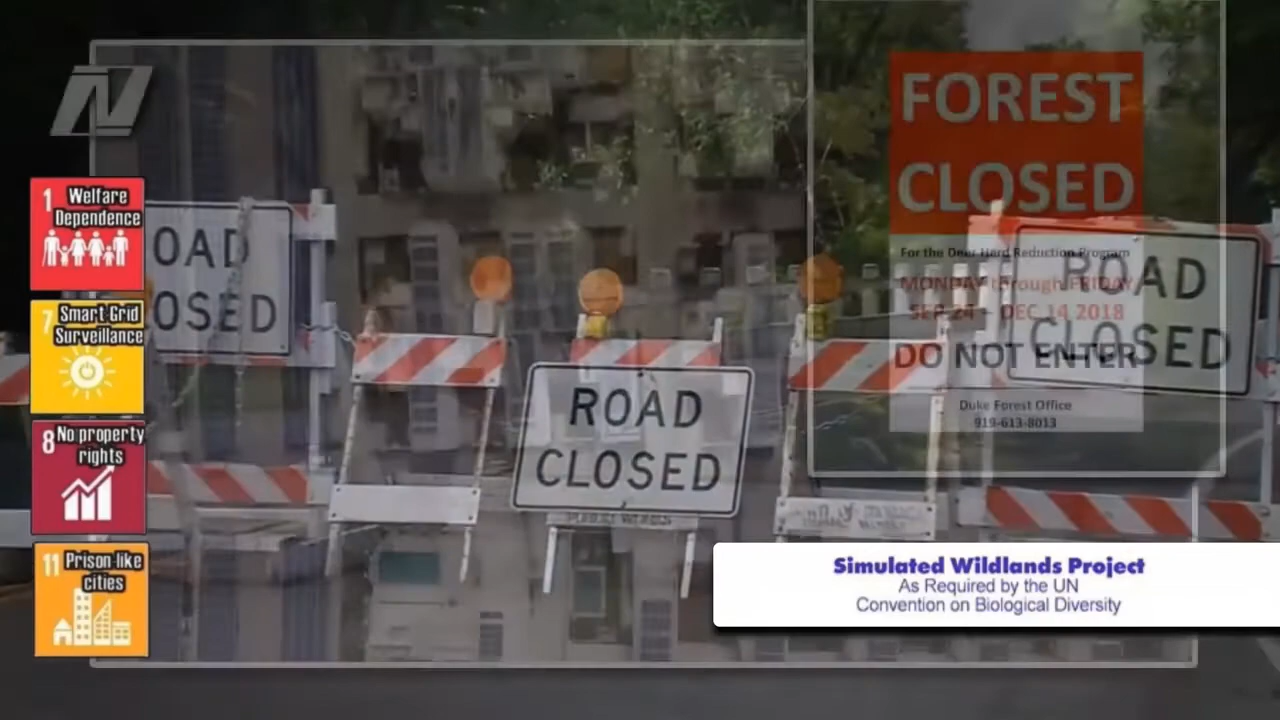 1 Welfare
Dependence
7 Smart Grid
Surveillance
8 No property
rights
11 Prison-like
cities
OAD
OSED
ROAD
CLOSED
ROAD
CLOSED
FOREST
CLOSED
For the Deer Herd Reduction Program
MONDAY through FRIDAY
SEP 24 - DEC 14 2018
DO NOT ENTER
Duke Forest Office
919-613-8013
Simulated Wildlands Project
As Required by the UN
Convention on Biological Diversity